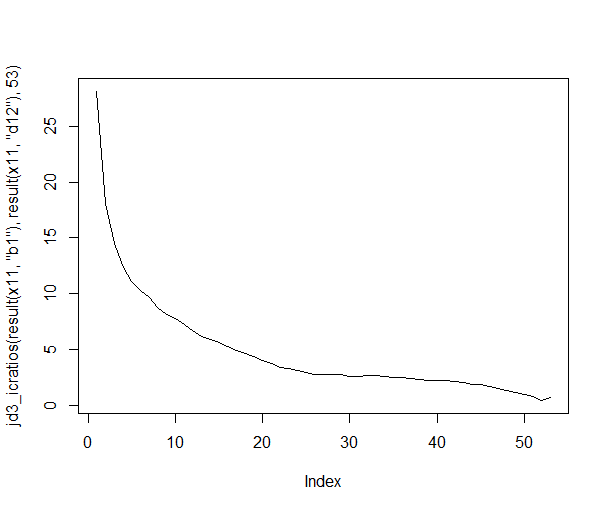 jd3_icratios(result(x11, "b1"), result(x11, "d12"), 53)
25
20
15
10
5
0
0 10 20 30 40 50
Index